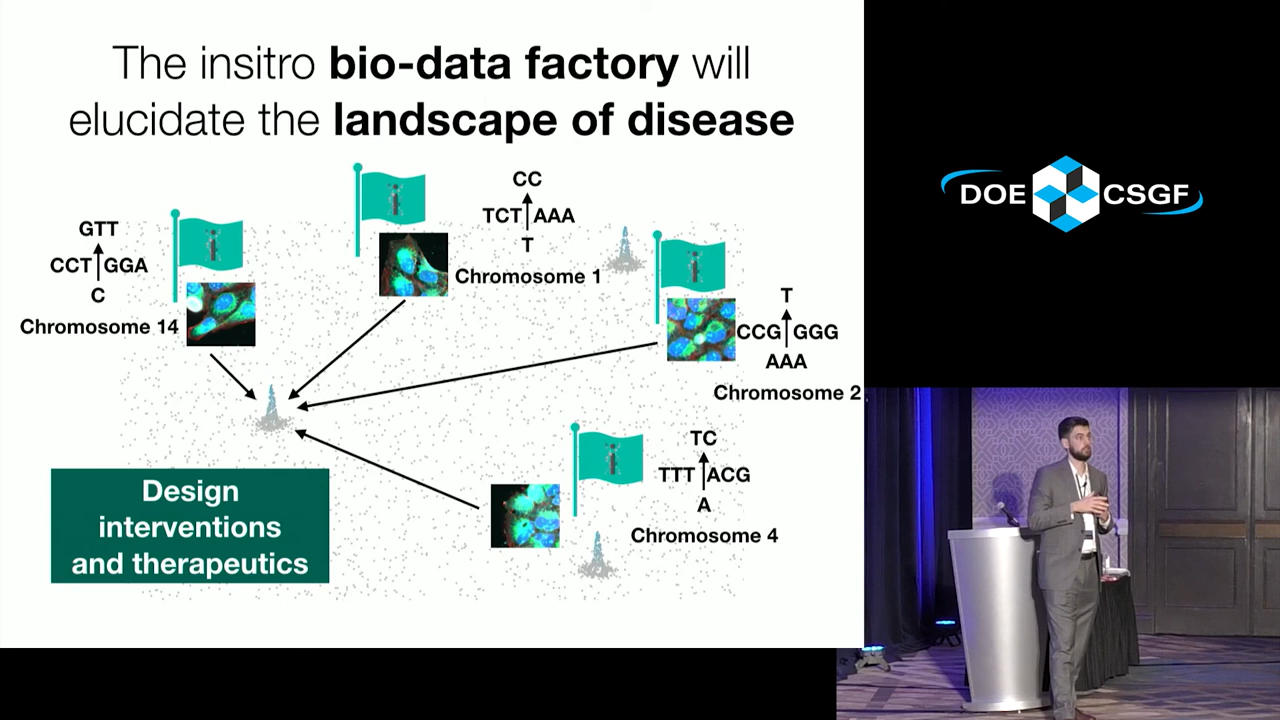 The insitro bio-data factory will
elucidate the landscape of disease
CC
TCT AAA
T
Chromosome 1
GTT
CCT GGA
C
Chromosome 14
T
CCG GGG
AAA
Chromosome 2
TC
TTT ACG
A
Chromosome 4
Design
interventions
and therapeutics
i
i
i
i
DOE CSGF